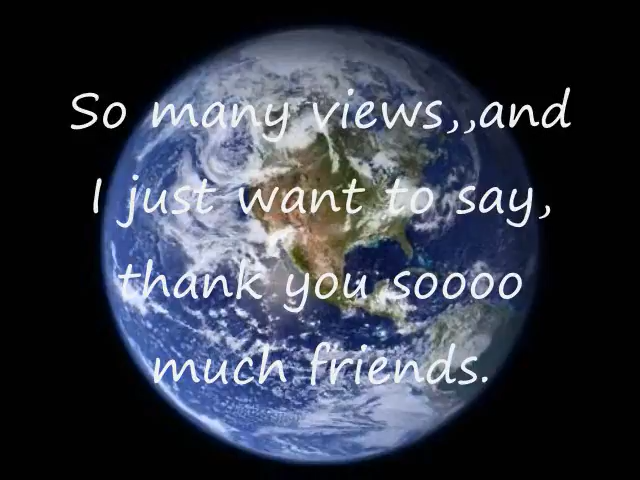 So many views,,and
I just want to say,
thank you soooo
much friends.